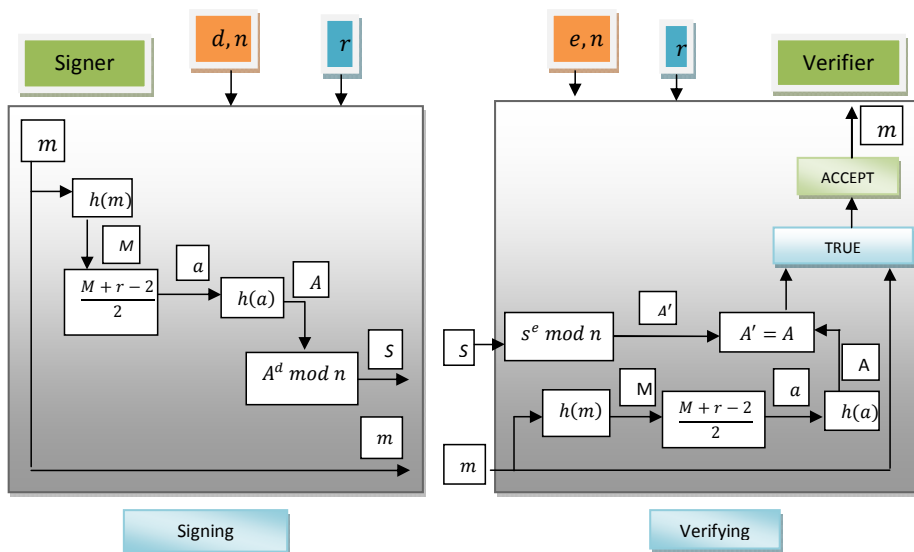 Signer
d, n
r
m
h(m)
M
M + r − 2
2
a
h(a)
A
A^d mod n
S
m
Signing
e, n
r
Verifier
m
ACCEPT
TRUE
S
s^e mod n
A′
A′ = A
A
m
h(m)
M
M + r − 2
2
a
h(a)
Verifying